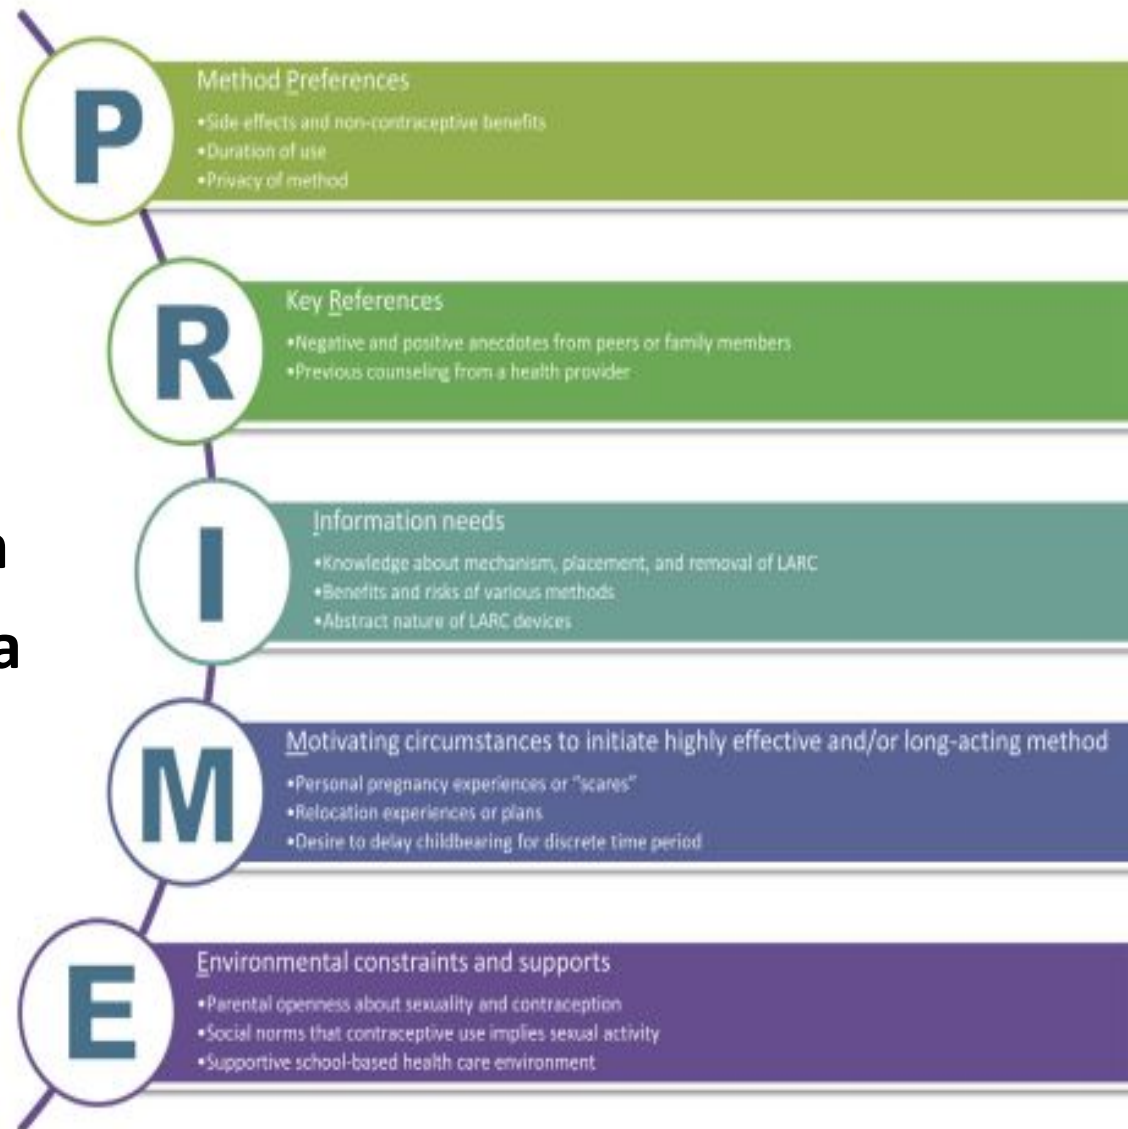 P
Method Preferences
•Side effects and non-contraceptive benefits
•Duration of use
•Privacy of method
R
Key References
•Negative and positive anecdotes from peers or family members
•Previous counseling from a health provider
I
Information needs
•Knowledge about mechanism, placement, and removal of LARC
•Benefits and risks of various methods
•Abstract nature of LARC devices
a
M
Motivating circumstances to initiate highly effective and/or long-acting method
•Personal pregnancy experiences or "scares"
•Relocation experiences or plans
•Desire to delay childbearing for discrete time period
E
Environmental constraints and supports
•Parental openness about sexuality and contraception
•Social norms that contraceptive use implies sexual activity
•Supportive school-based health care environment